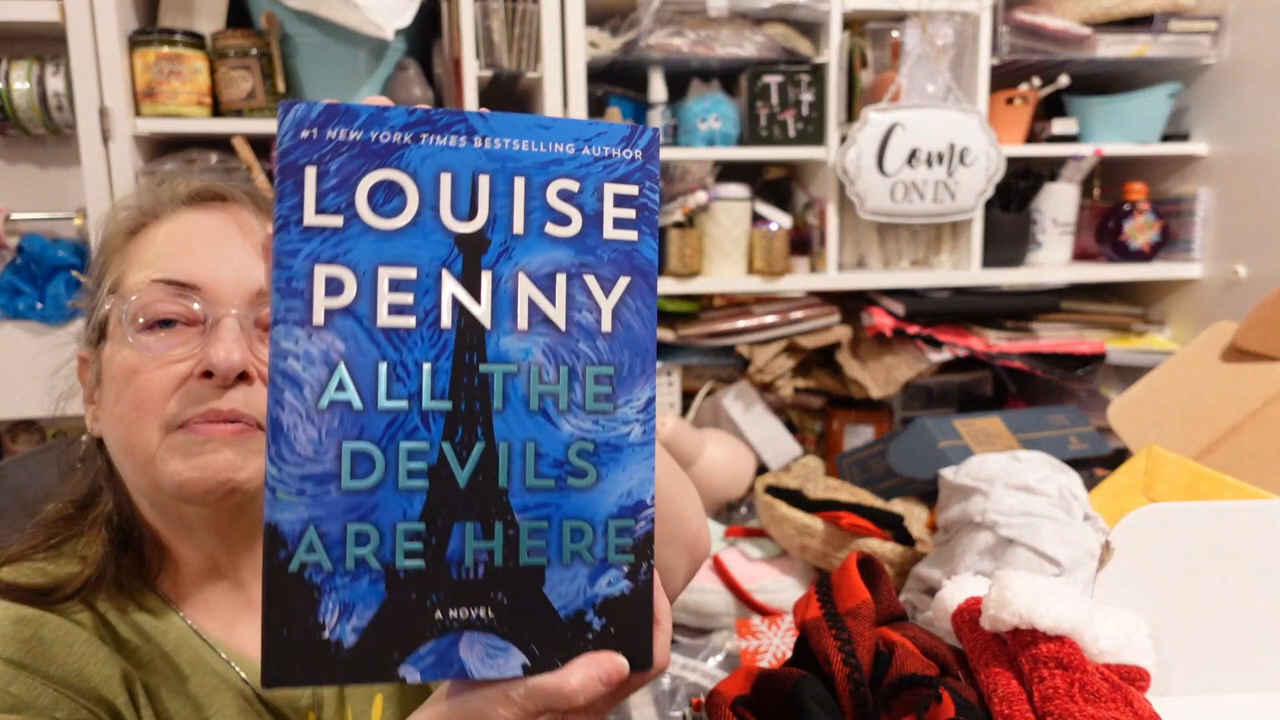 #1 NEW YORK TIMES BESTSELLING AUTHOR
LOUISE
PENNY
ALL THE
DEVILS
ARE HERE
A NOVEL
Come
ON IN